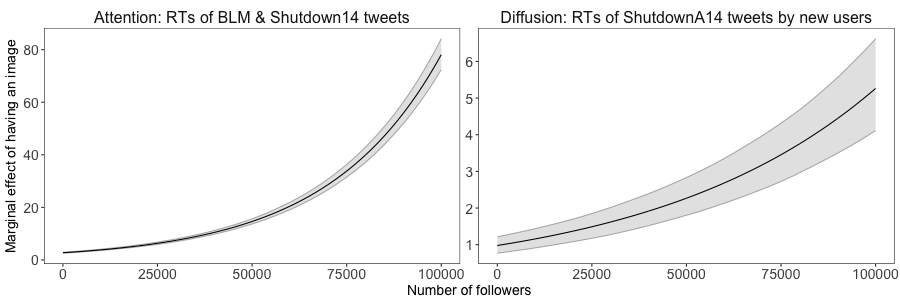 Attention: RTs of BLM & Shutdown14 tweets
Diffusion: RTs of ShutdownA14 tweets by new users
Marginal effect of having an image
80
60
40
20
0
6
5
4
3
2
1
0 25000 50000 75000 100000
0 25000 50000 75000 100000
Number of followers